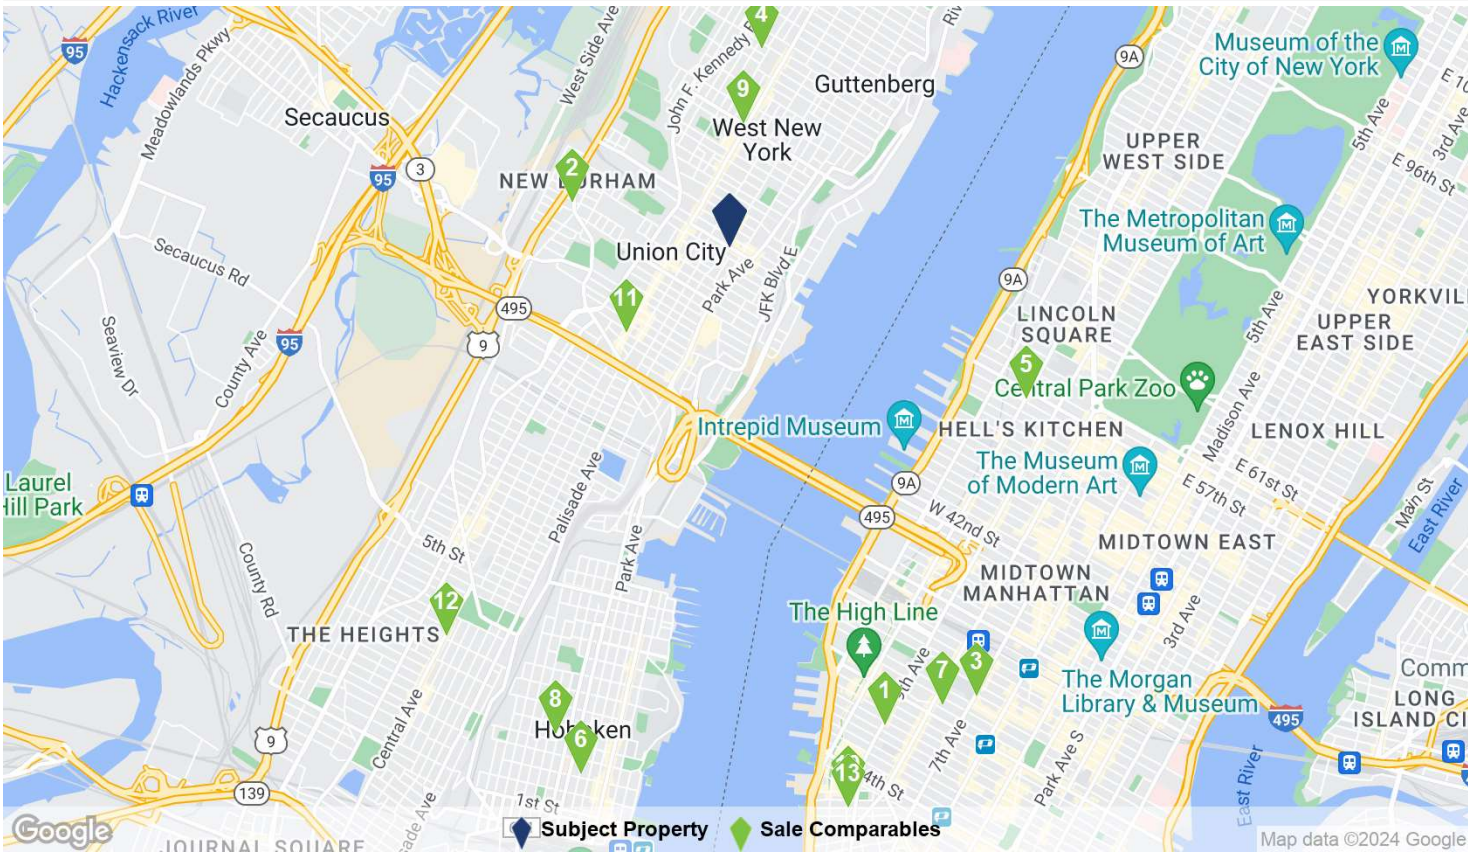 Hackensack River
95
Meadowlands Pkwy
West Side Ave
4
John F. Kennedy
Riv
9A
Museum of the
City of New York
5th Ave
3rd Ave
Guttenberg
9
Secaucus
West New
York
UPPER
WEST SIDE
E 96th St
3
95
2
NEW DURHAM
The Metropolitan
Museum of Art
Secaucus Rd
Union City
Park Ave
JFK Blvd E
9A
YORKVIL
LINCOLN
SQUARE
5th Ave
UPPER
EAST SIDE
11
495
Seaview Dr
County Ave
95
9
5
Central Park Zoo
Madison Ave
Intrepid Museum
HELL'S KITCHEN
LENOX HILL
The Museum
of Modern Art
E 61st St
E 57th St
Main St
East River
Laurel
Hill Park
Palisade Ave
9A
W 42nd St
495
Park Ave
5th St
MIDTOWN EAST
County Rd
MIDTOWN
MANHATTAN
12
THE HEIGHTS
The High Line
3rd Ave
9th Ave
7
3
1
The Morgan
Library & Museum
Comm
LONG
ISLAND CI
495
8
Hoboken
6
9
Central Ave
7th Ave
Park Ave S
13
4th St
139
1st St
East River
Google
JOURNAL SQUARE
Subject Property
Sale Comparables
Map data ©2024 Google